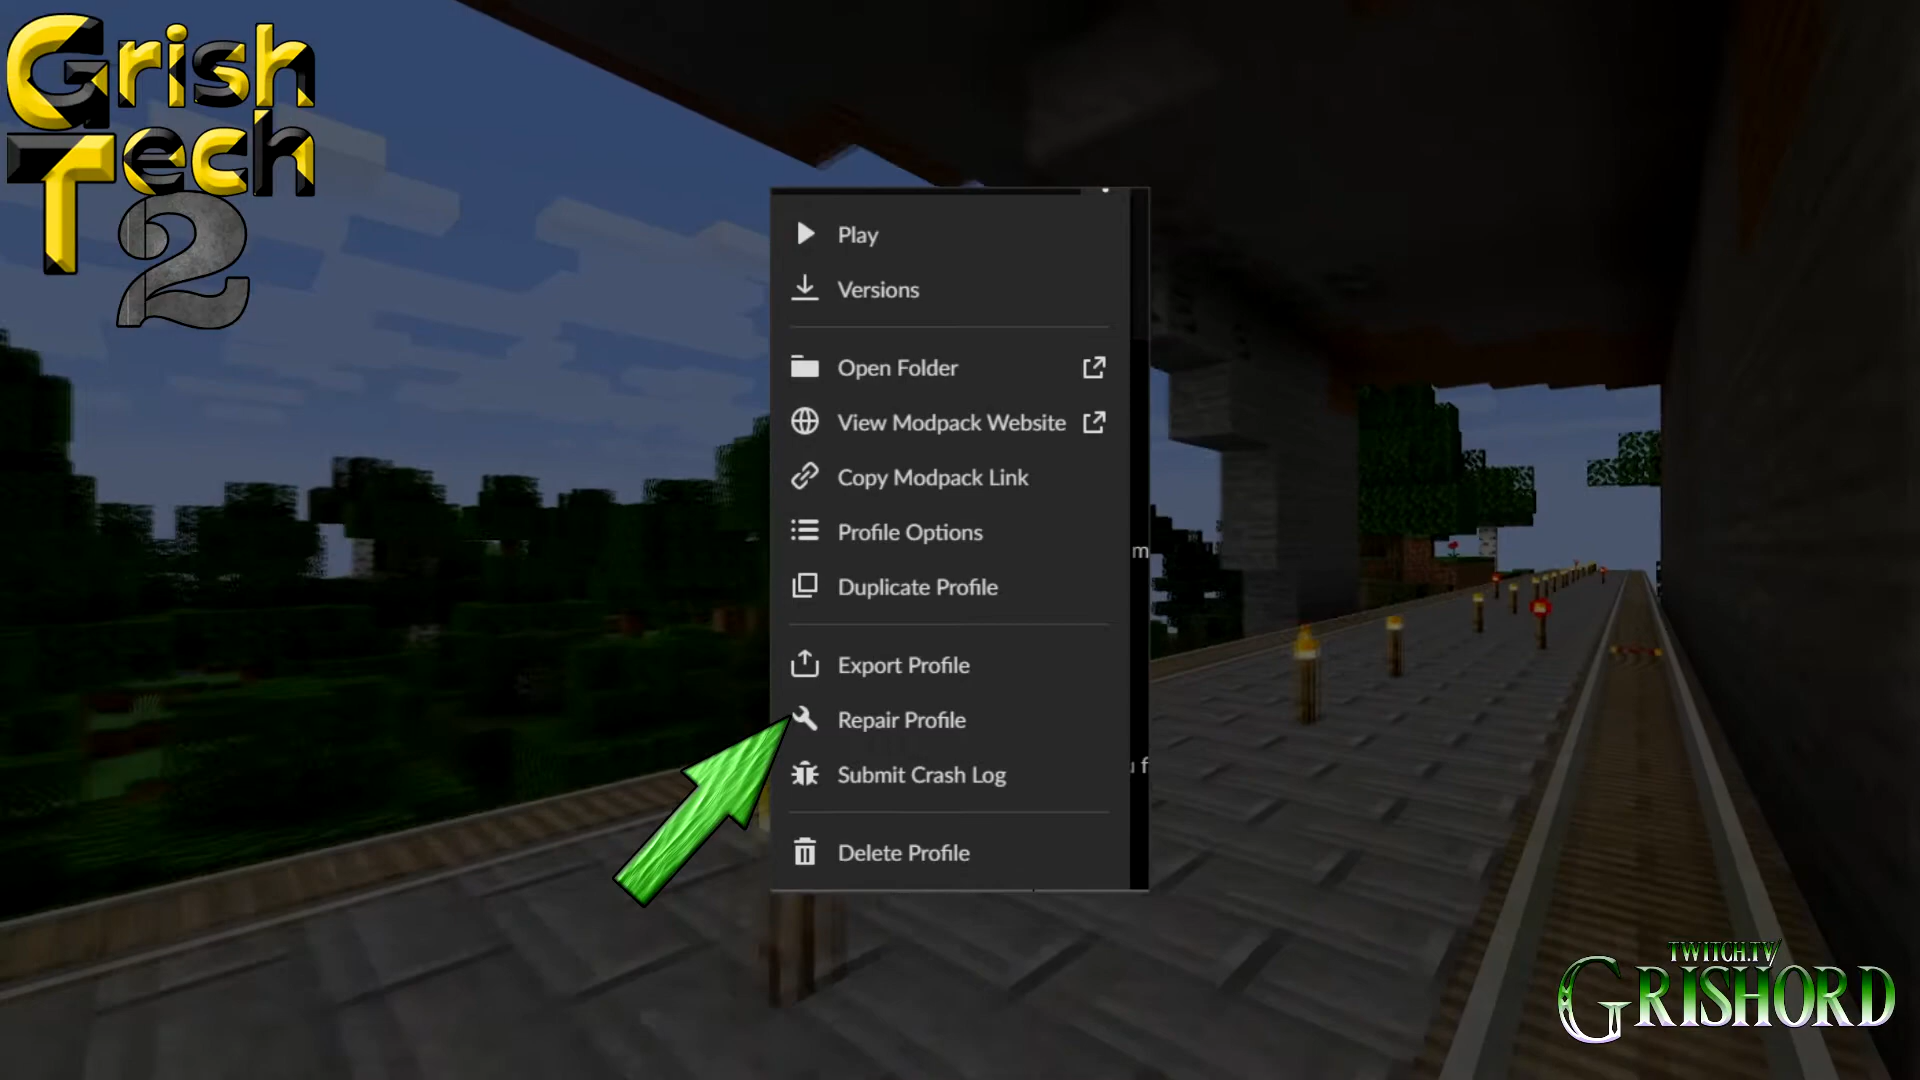 Grish
Tech
2
Play
Versions
Open Folder
View Modpack Website
Copy Modpack Link
Profile Options
Duplicate Profile
Export Profile
Repair Profile
Submit Crash Log
Delete Profile
m
f
TWITCH.TV/
GRISHORD